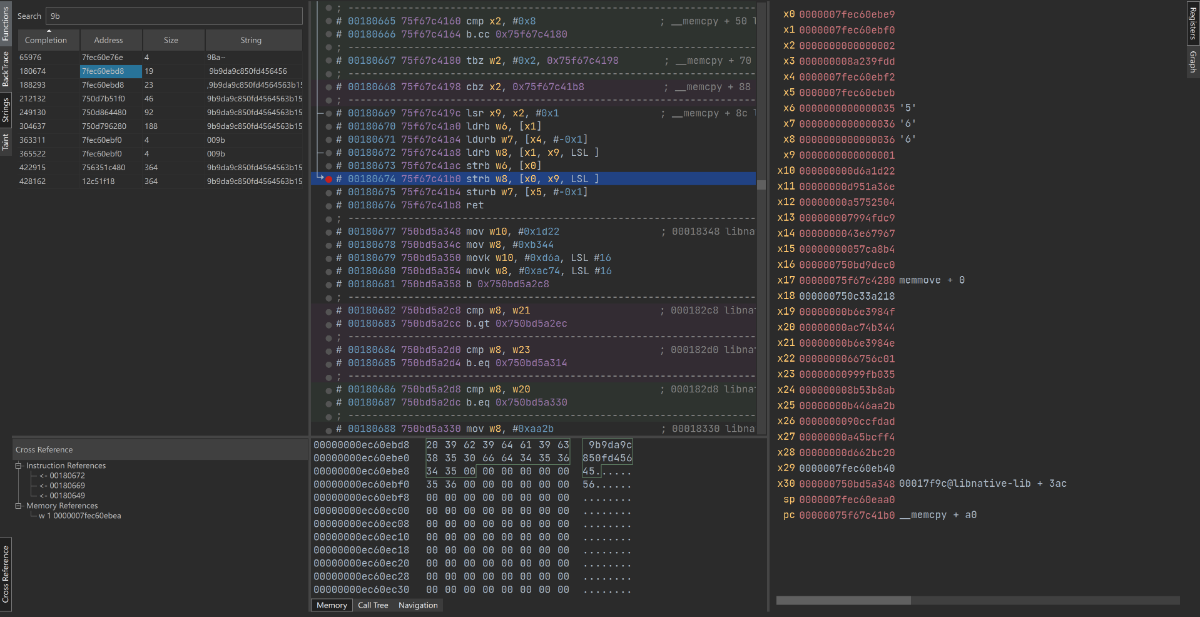 Functions
BackTrace
Strings
Taint
Search 9b
Completion Address Size String
65976 7fec60e76e 4 9Ba~
180674 7fec60ebd8 19 9b9da9c850fd456456
188293 7fec60ebd8 23 ,9b9da9c850fd4564563b15
212132 750d7b51f0 46 9b9da9c850fd4564563b15
249130 750d864480 92 9b9da9c850fd4564563b15
304637 750d796280 188 9b9da9c850fd4564563b15
363311 7fec60ebf0 4 009b
365522 7fec60ebf0 4 009b
422915 756351c480 364 9b9da9c850fd4564563b15
428162 12c51f18 364 9b9da9c850fd4564563b15
; --------
# 00180665 75f67c4160 cmp x2, #0x8 ; __memcpy + 50 l
# 00180666 75f67c4164 b.cc 0x75f67c4180
; --------
# 00180667 75f67c4180 tbz w2, #0x2, 0x75f67c4198 ; __memcpy + 70
; --------
# 00180668 75f67c4198 cbz x2, 0x75f67c41b8 ; __memcpy + 88
; --------
# 00180669 75f67c419c lsr x9, x2, #0x1 ; __memcpy + 8c l
# 00180670 75f67c41a0 ldrb w6, [x1]
# 00180671 75f67c41a4 ldurb w7, [x4, #-0x1]
# 00180672 75f67c41a8 ldrb w8, [x1, x9, LSL ]
# 00180673 75f67c41ac strb w6, [x0]
# 00180674 75f67c41b0 strb w8, [x0, x9, LSL ]
# 00180675 75f67c41b4 sturb w7, [x5, #-0x1]
# 00180676 75f67c41b8 ret
; --------
# 00180677 750bd5a348 mov w10, #0x1d22 ; 00018348 libna
# 00180678 750bd5a34c mov w8, #0xb344
# 00180679 750bd5a350 movk w10, #0xd6a, LSL #16
# 00180680 750bd5a354 movk w8, #0xac74, LSL #16
# 00180681 750bd5a358 b 0x750bd5a2c8
; --------
# 00180682 750bd5a2c8 cmp w8, w21 ; 000182c8 libna
# 00180683 750bd5a2cc b.gt 0x750bd5a2ec
; --------
# 00180684 750bd5a2d0 cmp w8, w23 ; 000182d0 libna
# 00180685 750bd5a2d4 b.eq 0x750bd5a314
; --------
# 00180686 750bd5a2d8 cmp w8, w20 ; 000182d8 libna
# 00180687 750bd5a2dc b.eq 0x750bd5a330
; --------
# 00180688 750bd5a330 mov w8, #0xaa2b ; 00018330 libna
x0 0000007fec60ebe9
x1 0000007fec60ebf0
x2 0000000000000002
x3 000000008a239fdd
x4 0000007fec60ebf2
x5 0000007fec60ebeb
x6 0000000000000035 '5'
x7 0000000000000036 '6'
x8 0000000000000036 '6'
x9 0000000000000001
x10 000000000d6a1d22
x11 00000000d951a36e
x12 00000000a5752504
x13 000000007994fdc9
x14 0000000043e67967
x15 0000000057ca8b4
x16 000000750bd9dec0
x17 00000075f67c4280 memmove + 0
x18 000000750c33a218
x19 00000000b6e3984f
x20 00000000ac74b344
x21 00000000b6e3984e
x22 0000000066756c01
x23 00000000999fb035
x24 000000008b53b8ab
x25 00000000b446aa2b
x26 0000000090ccfdad
x27 00000000a45bcff4
x28 00000000d662bc20
x29 0000007fec60eb40
x30 000000750bd5a348 00017f9c@libnative-lib + 3ac
sp 0000007fec60eaa0
pc 00000075f67c41b0 __memcpy + a0
Registers
Graph
Cross Reference
Instruction References
<- 00180672
<- 00180669
<- 00180649
Memory References
w 1 0000007fec60ebea
Cross Reference
00000000ec60ebd8 20 39 62 39 64 61 39 63 9b9da9c
00000000ec60ebe0 38 35 30 66 64 34 35 36 850fd456
00000000ec60ebe8 34 35 00 00 00 00 00 00 45......
00000000ec60ebf0 35 36 00 00 00 00 00 00 56......
00000000ec60ebf8 00 00 00 00 00 00 00 00 ........
00000000ec60ec00 00 00 00 00 00 00 00 00 ........
00000000ec60ec08 00 00 00 00 00 00 00 00 ........
00000000ec60ec10 00 00 00 00 00 00 00 00 ........
00000000ec60ec18 00 00 00 00 00 00 00 00 ........
00000000ec60ec20 00 00 00 00 00 00 00 00 ........
00000000ec60ec28 00 00 00 00 00 00 00 00 ........
00000000ec60ec30 00 00 00 00 00 00 00 00 ........
Memory Call Tree Navigation